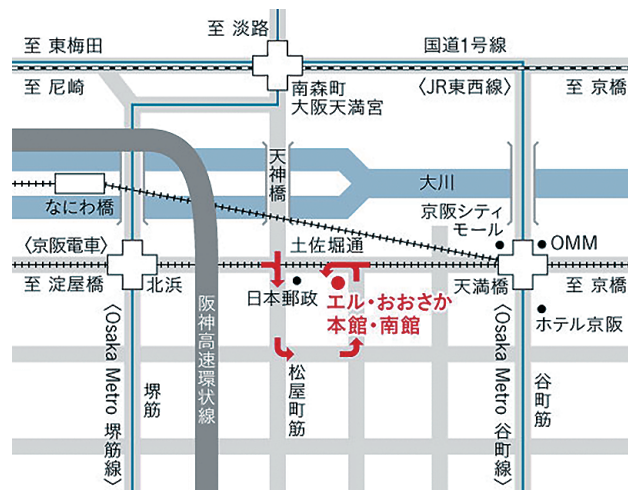 至 淡路
至 東梅田
国道1号線
至 尼崎
南森町
大阪天満宮
〈JR東西線〉
至 京橋
天神橋
大川
なにわ橋
京阪シティ
モール
OMM
〈京阪電車〉
土佐堀通
至 淀屋橋
北浜
日本郵政
天満橋
至 京橋
エル・おおさか
本館・南館
ホテル京阪
阪神高速環状線
〈Osaka Metro 堺筋線〉
堺筋
松屋町筋
〈Osaka Metro 谷町線〉
谷町筋